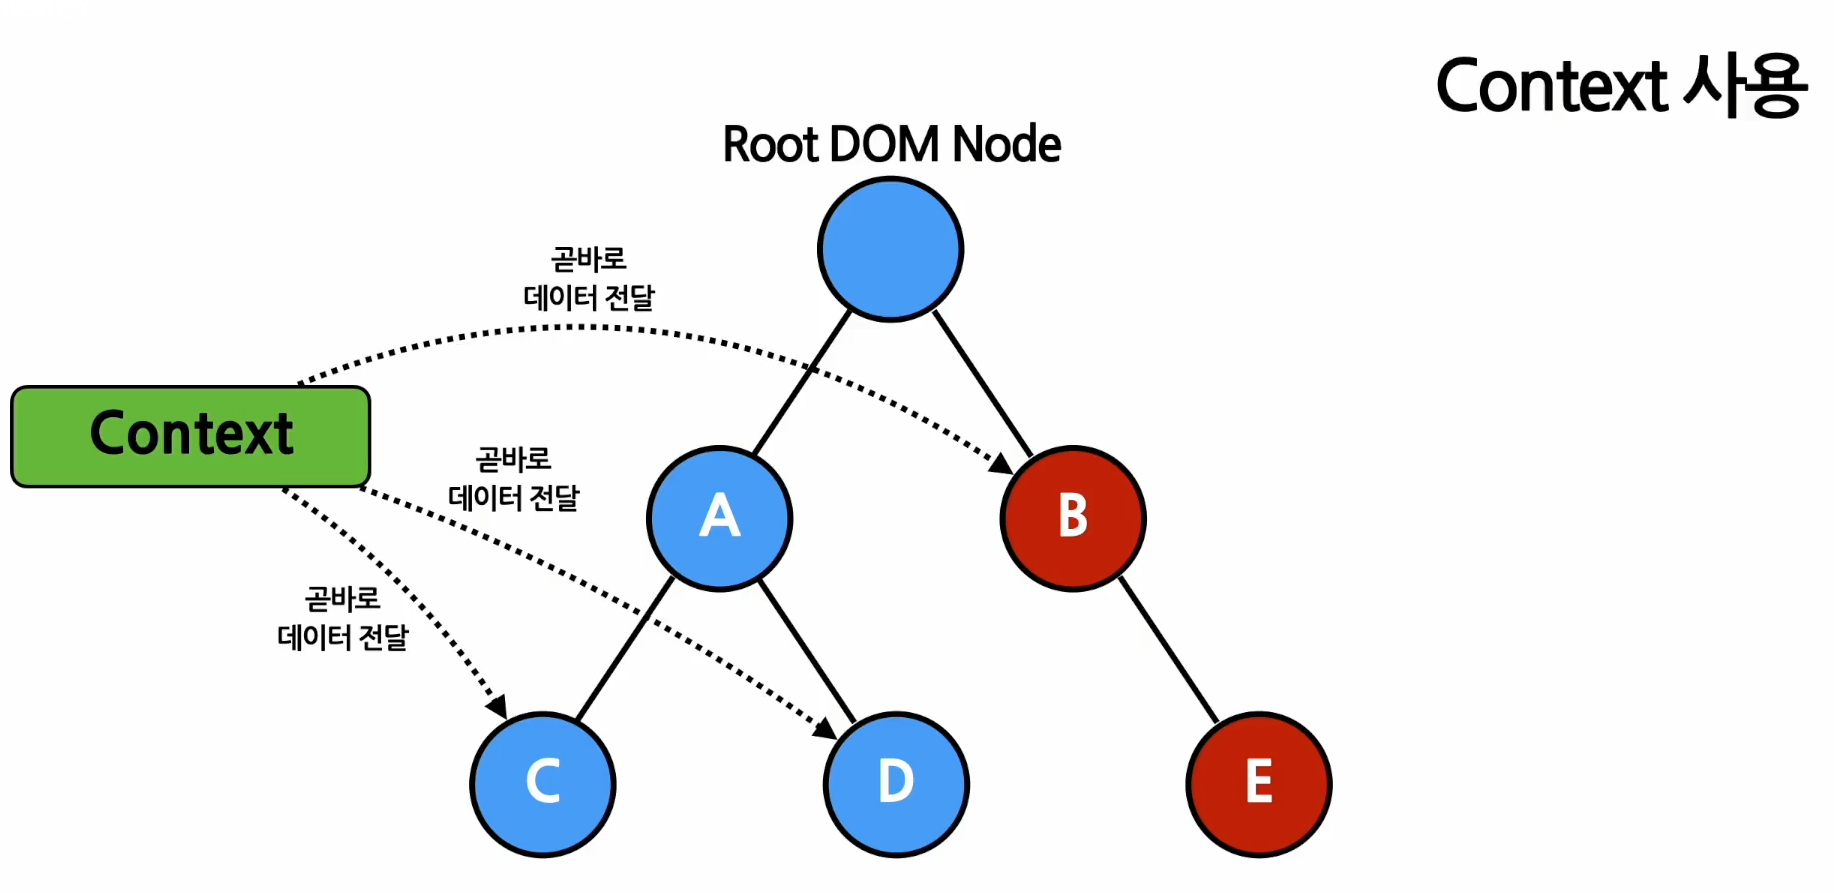 Context 사용
Root DOM Node
곧바로
데이터 전달
Context
곧바로
데이터 전달
A
B
곧바로
데이터 전달
C
D
E